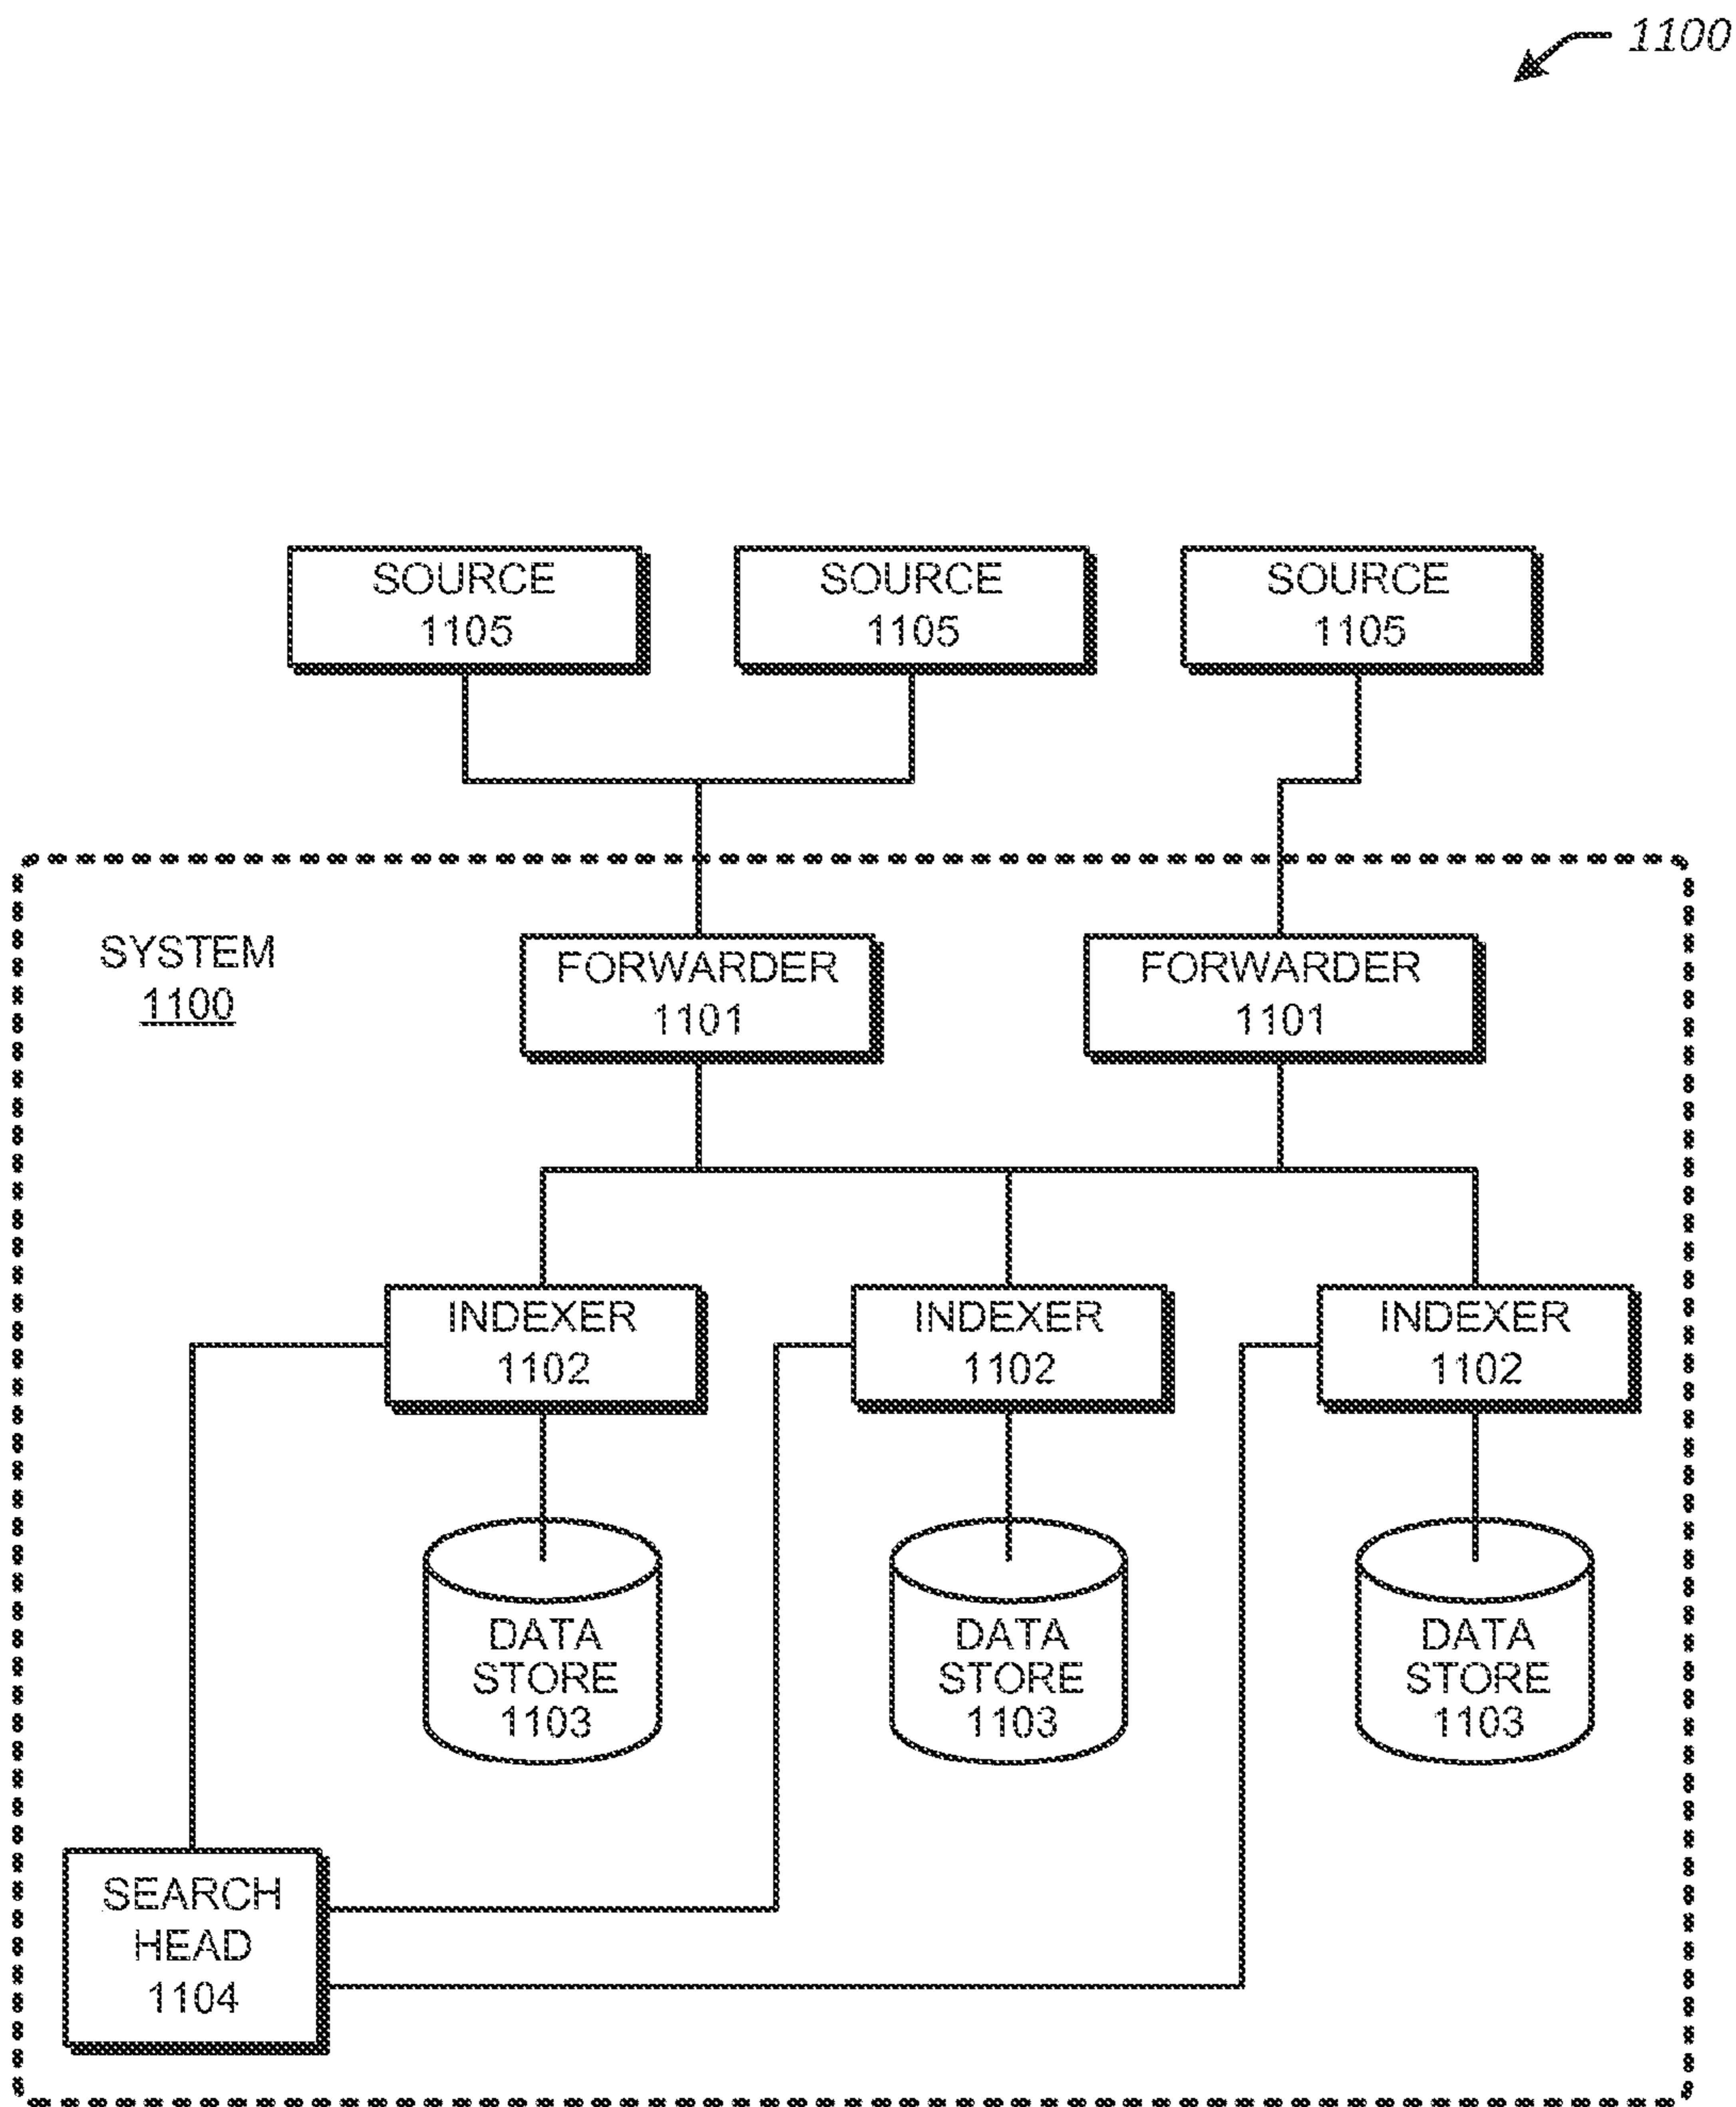 1100
SOURCE
1105
SOURCE
1105
SOURCE
1105
SYSTEM
1100
FORWARDER
1101
FORWARDER
1101
INDEXER
1102
INDEXER
1102
INDEXER
1102
DATA
STORE
1103
DATA
STORE
1103
DATA
STORE
1103
SEARCH
HEAD
1104